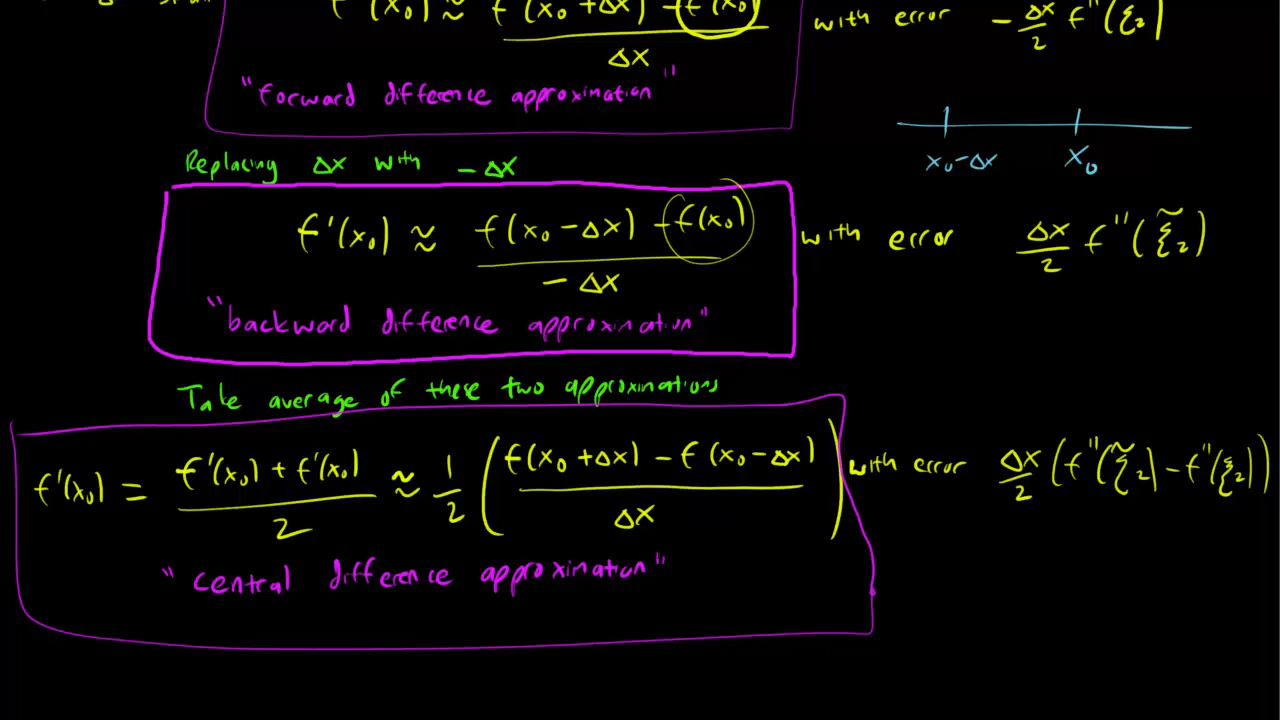 f'(x₀) ≈ (f(x₀ + Δx) - f(x₀)) / Δx with error - Δx/2 f''(ξ₂)
"forward difference approximation"
x₀-Δx x₀
Replacing Δx with -Δx
f'(x₀) ≈ (f(x₀ - Δx) - f(x₀)) / -Δx with error Δx/2 f''(ξ̃₂)
"backward difference approximation"
Take average of these two approximations
f'(x₀) = (f'(x₀) + f'(x₀)) / 2 ≈ 1/2 ((f(x₀ + Δx) - f(x₀ - Δx)) / Δx) with error Δx/2 (f''(ξ̃₂) - f''(ξ₂))
"central difference approximation"